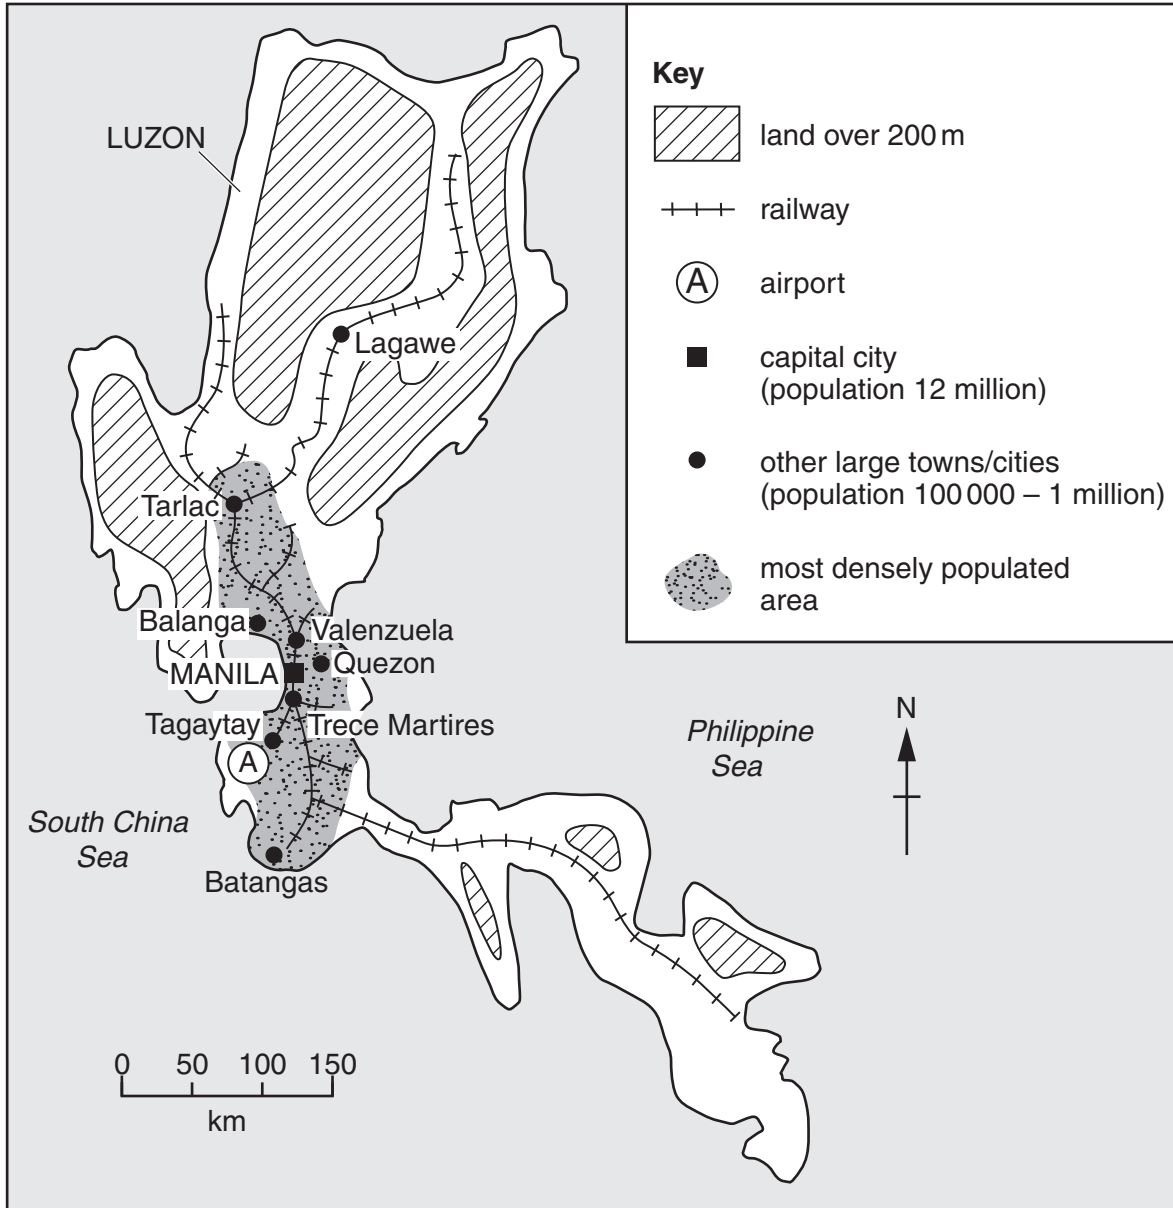 LUZON
Key
land over 200 m
railway
A
airport
capital city
(population 12 million)
other large towns/cities
(population 100 000 – 1 million)
most densely populated
area
Lagawe
Tarlac
Balanga
Valenzuela
Quezon
MANILA
Tagaytay
Trece Martires
A
Batangas
South China
Sea
Philippine
Sea
N
0 50 100 150
km